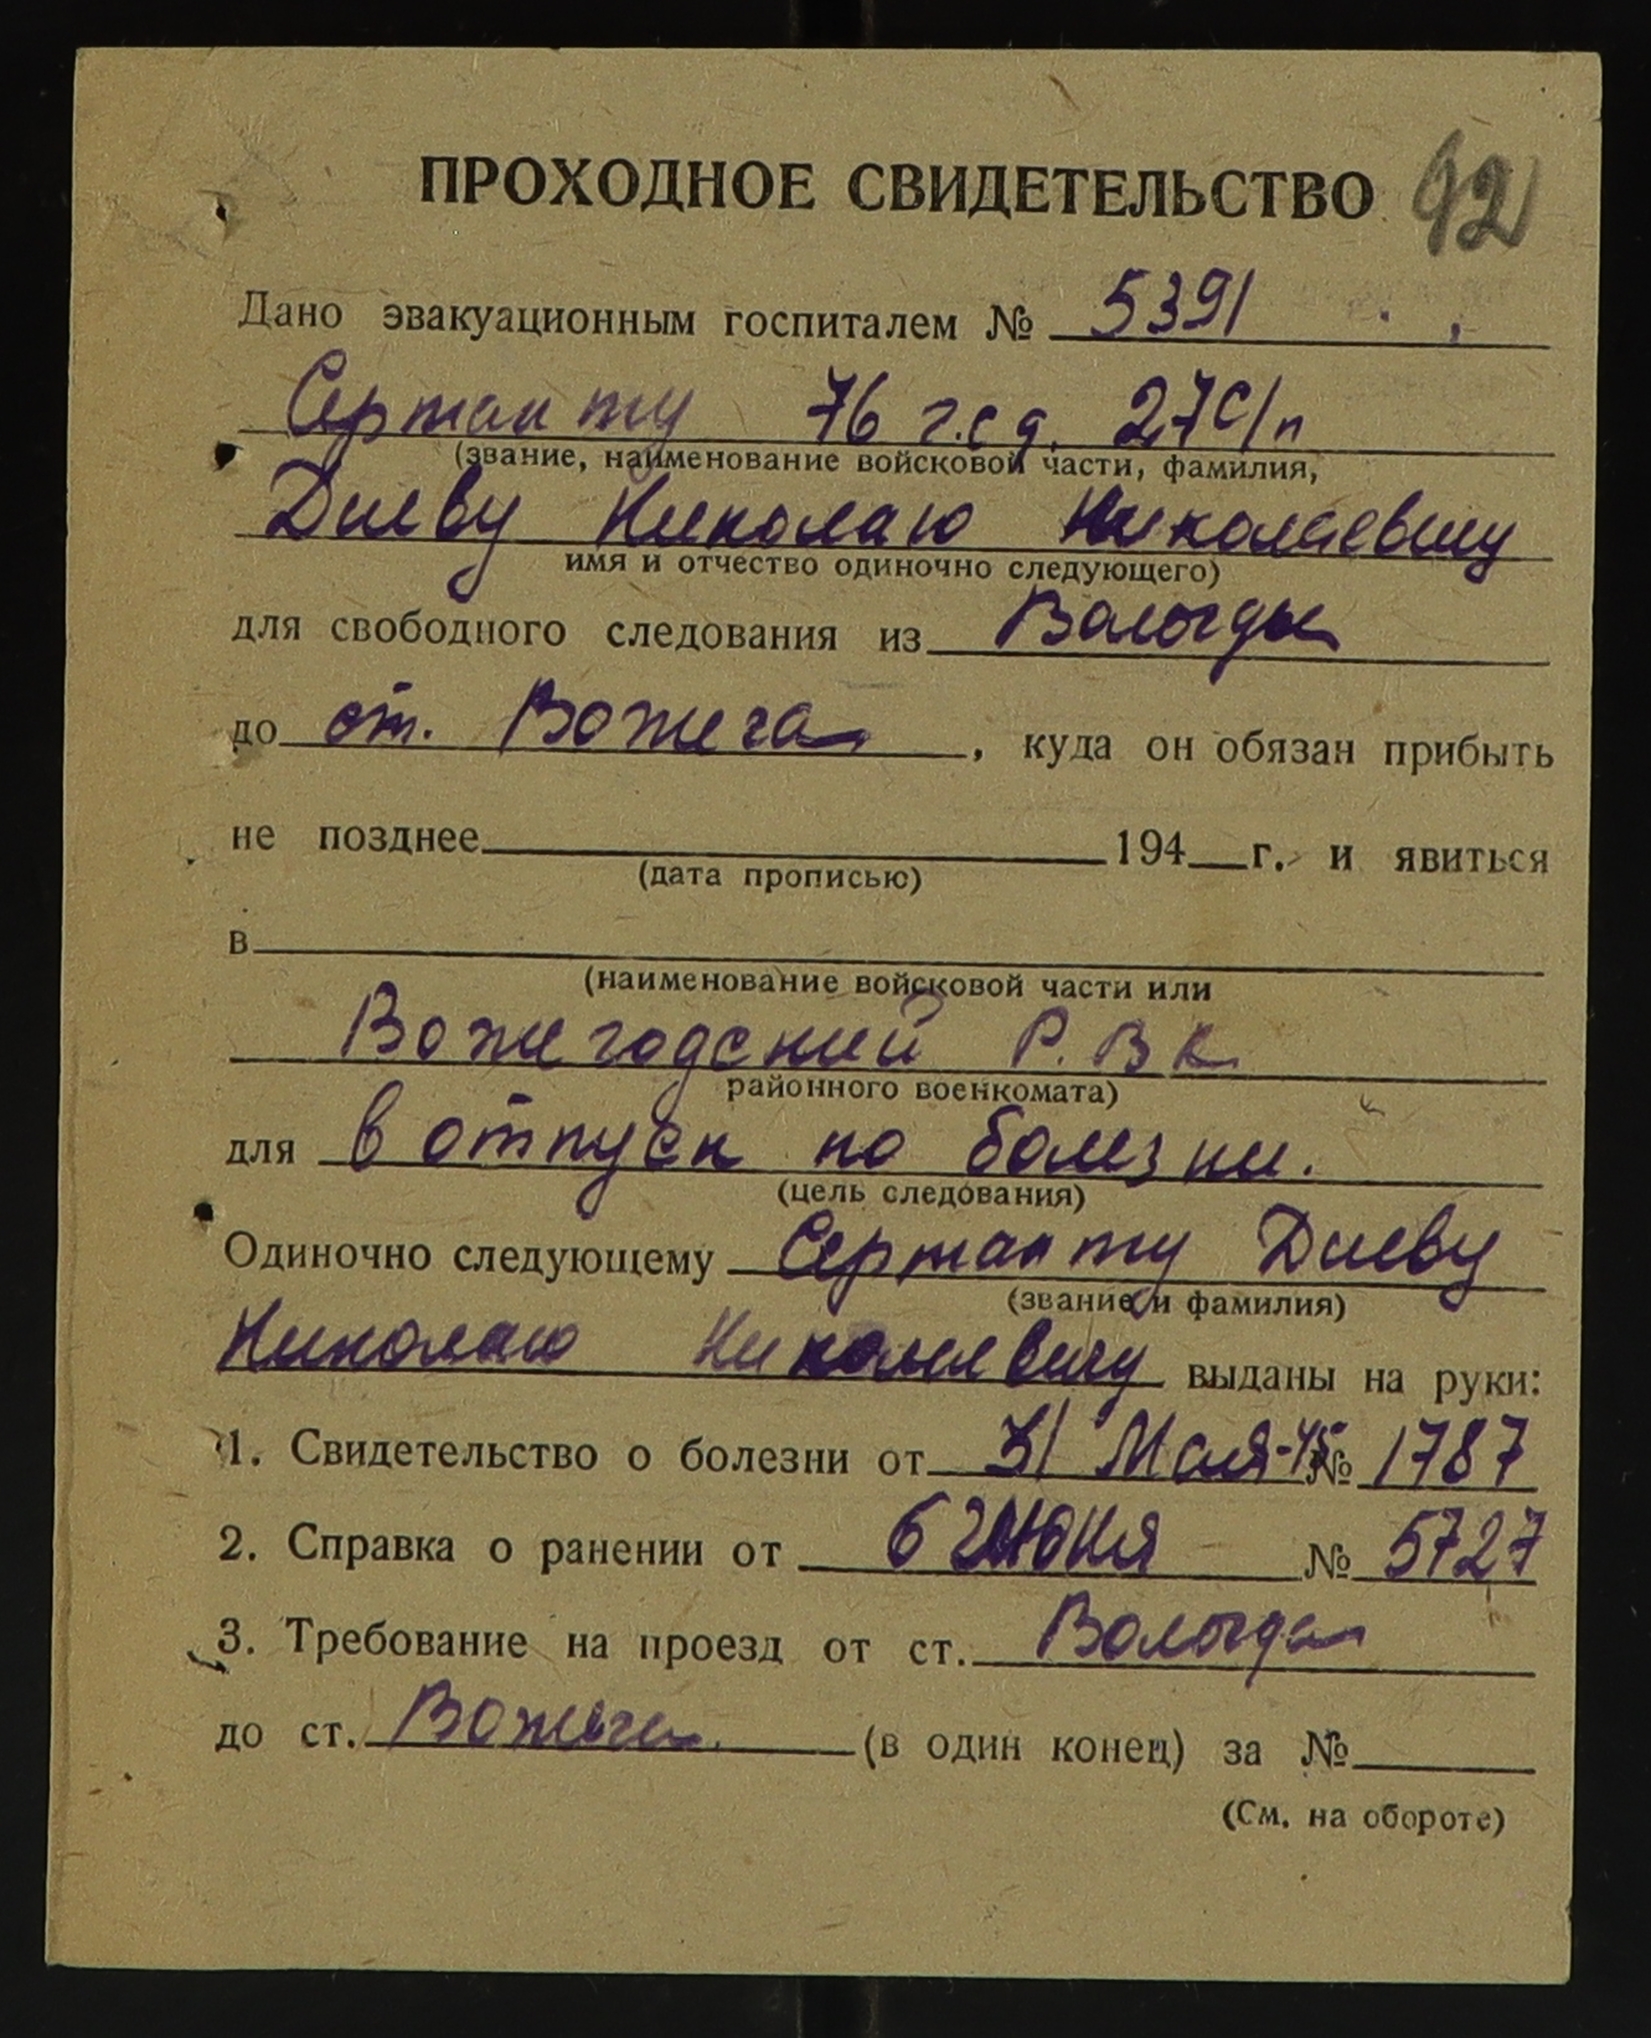 ПРОХОДНОЕ СВИДЕТЕЛЬСТВО 92
Дано эвакуационным госпиталем № 5391
Сержанту 76 г.с.д. 27 с/п
(звание, наименование войсковой части, фамилия,
Диеву Николаю Николаевичу
имя и отчество одиночно следующего)
для свободного следования из Вологды
до ст. Вожега, куда он обязан прибыть
не позднее 194 г. и явиться
(дата прописью)
в
(наименование войсковой части или
Вожегодский Р.В К
районного военкомата)
для в отпуск по болезни.
(цель следования)
Одиночно следующему Сержанту Диеву
(звание и фамилия)
Николаю Николаевичу выданы на руки:
1. Свидетельство о болезни от 31 Мая-45 № 1787
2. Справка о ранении от 6 июня № 5727
3. Требование на проезд от ст. Вологда
до ст. Вожега (в один конец) за №
(См. на обороте)